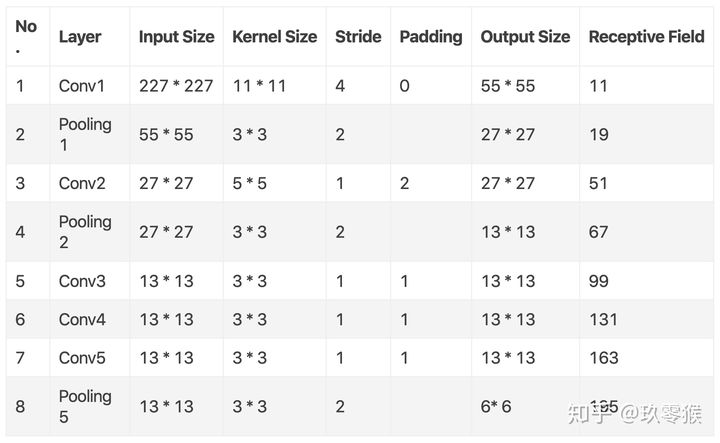 No. Layer Input Size Kernel Size Stride Padding Output Size Receptive Field
1 Conv1 227 * 227 11 * 11 4 0 55 * 55 11
2 Pooling 1 55 * 55 3 * 3 2 27 * 27 19
3 Conv2 27 * 27 5 * 5 1 2 27 * 27 51
4 Pooling 2 27 * 27 3 * 3 2 13 * 13 67
5 Conv3 13 * 13 3 * 3 1 1 13 * 13 99
6 Conv4 13 * 13 3 * 3 1 1 13 * 13 131
7 Conv5 13 * 13 3 * 3 1 1 13 * 13 163
8 Pooling 5 13 * 13 3 * 3 2 6* 6 195
知乎 @玖零猴